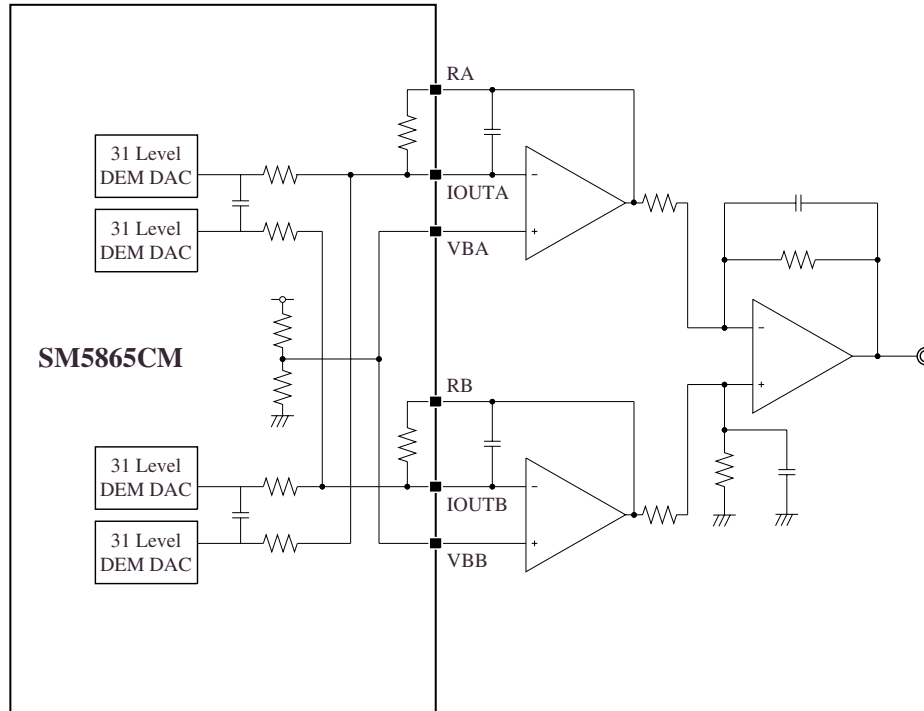 RA
31 Level
DEM DAC
−
IOUTA
31 Level
DEM DAC
+
VBA
−
SM5865CM
+
RB
31 Level
DEM DAC
−
IOUTB
31 Level
DEM DAC
+
VBB